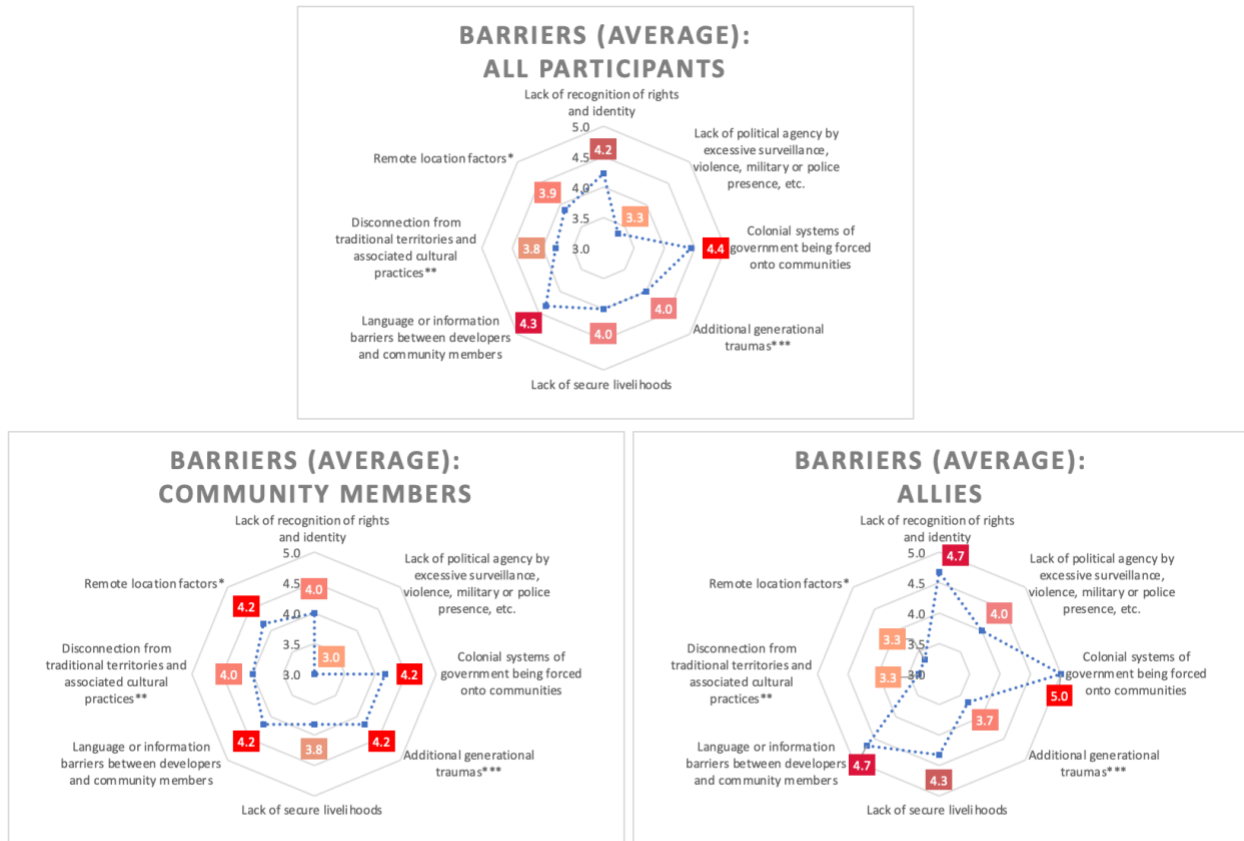 BARRIERS (AVERAGE):
ALL PARTICIPANTS
Lack of recognition of rights
and identity
5.0
4.5
4.0
3.5
3.0
4.2
Lack of political agency by
excessive surveillance,
violence, military or police
presence, etc.
3.3
Colonial systems of
government being forced
onto communities
4.4
Additional generational
traumas***
4.0
Lack of secure livelihoods
4.0
Language or information
barriers between developers
and community members
4.3
Disconnection from
traditional territories and
associated cultural
practices**
3.8
Remote location factors*
3.9
BARRIERS (AVERAGE):
COMMUNITY MEMBERS
Lack of recognition of rights
and identity
5.0
4.5
4.0
3.5
3.0
4.0
Lack of political agency by
excessive surveillance,
violence, military or police
presence, etc.
3.0
Colonial systems of
government being forced
onto communities
4.2
Additional generational
traumas***
4.2
Lack of secure livelihoods
3.8
Language or information
barriers between developers
and community members
4.2
Disconnection from
traditional territories and
associated cultural
practices**
4.0
Remote location factors*
4.2
BARRIERS (AVERAGE):
ALLIES
Lack of recognition of rights
and identity
5.0
4.5
4.0
3.5
3.0
4.7
Lack of political agency by
excessive surveillance,
violence, military or police
presence, etc.
4.0
Colonial systems of
government being forced
onto communities
5.0
Additional generational
traumas***
3.7
Lack of secure livelihoods
4.3
Language or information
barriers between developers
and community members
4.7
Disconnection from
traditional territories and
associated cultural
practices**
3.3
Remote location factors*
3.3